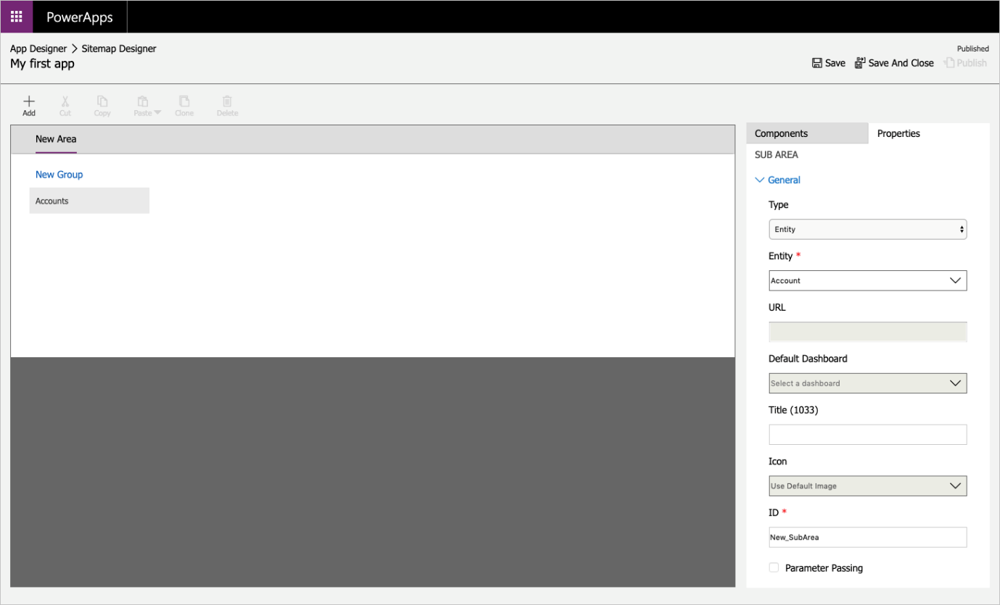 PowerApps
App Designer > Sitemap Designer
My first app
Published
Save
Save And Close
Publish
Add
Cut
Copy
Paste
Clone
Delete
New Area
New Group
Accounts
Components
Properties
SUB AREA
General
Type
Entity
Entity *
Account
URL
Default Dashboard
Select a dashboard
Title (1033)
Icon
Use Default Image
ID *
New_SubArea
Parameter Passing